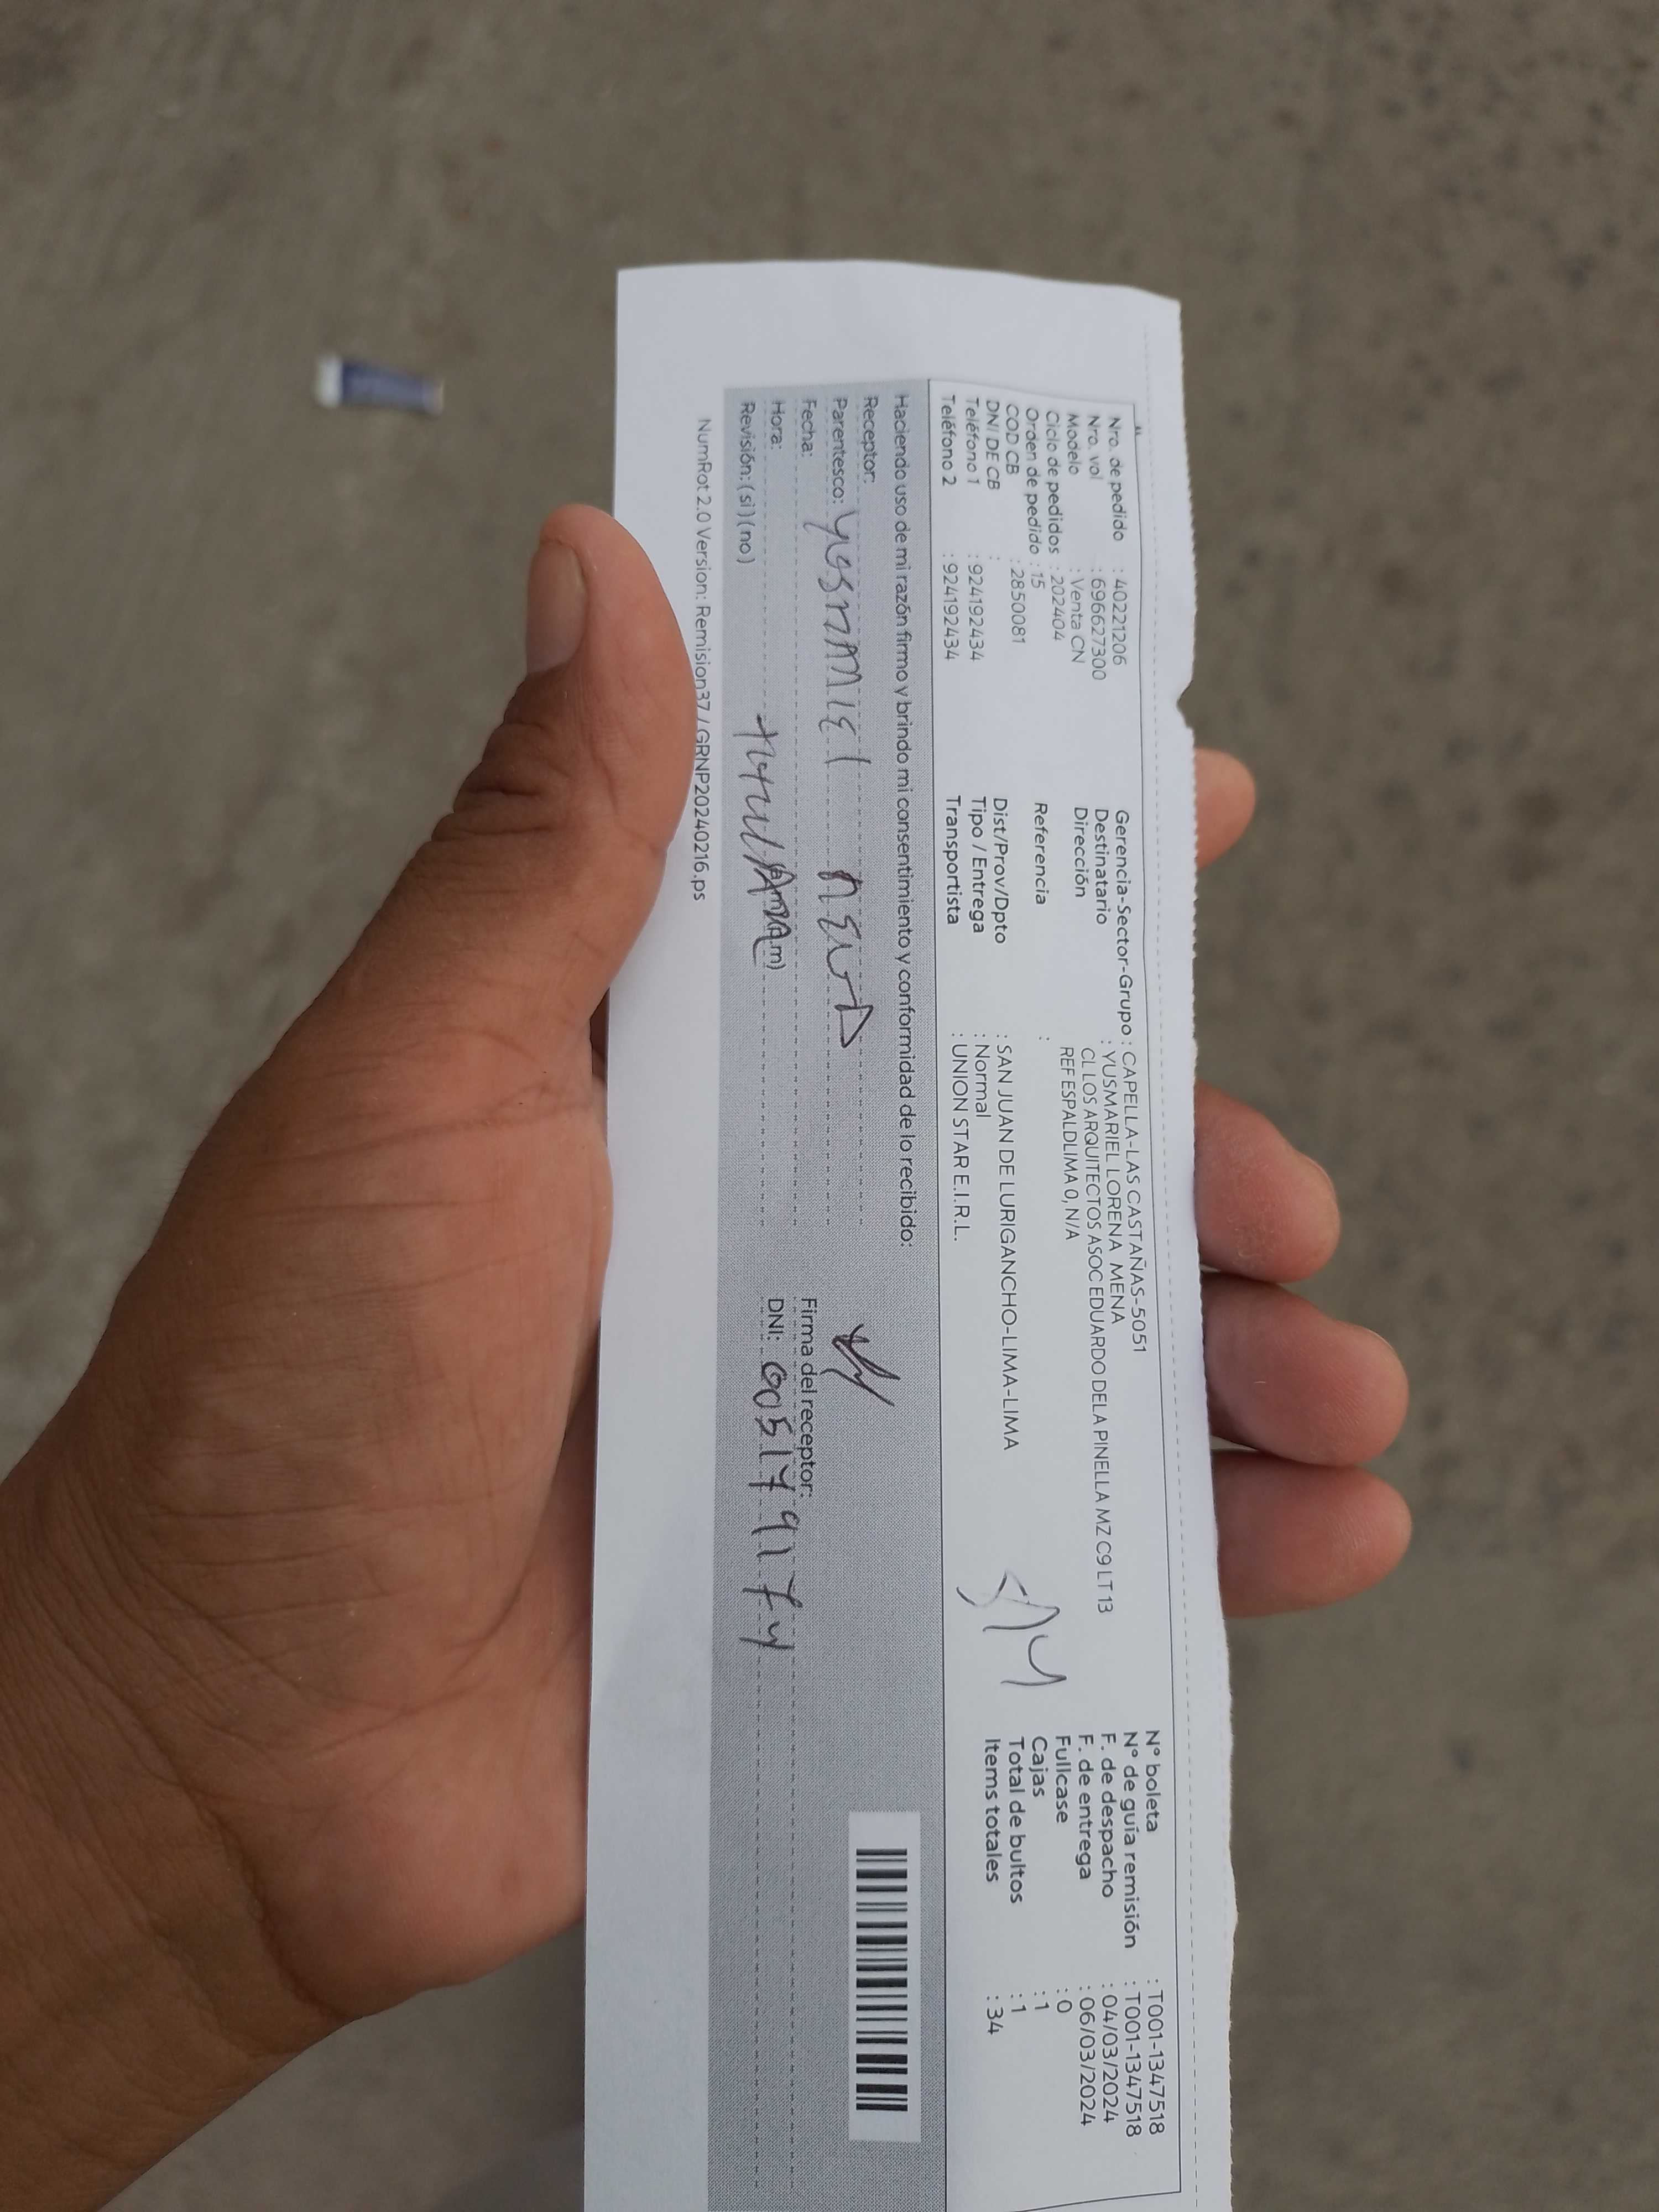 Nro. de pedido : 40221206
Nro. vol : 696627300
Modelo : Venta CN
Ciclo de pedidos : 202404
Orden de pedido : 15
COD CB : 2850081
DNI DE CB :
Teléfono 1 : 924192434
Teléfono 2 : 924192434
Gerencia-Sector-Grupo : CAPELLA-LAS CASTAÑAS-5051
Destinatario : YUSMARIEL LORENA MENA
Dirección CL LOS ARQUITECTOS ASOC EDUARDO DELA PINELLA MZ C9 LT 13
REF ESPALDLIMA 0, N/A
Referencia :
Dist/Prov/Dpto : SAN JUAN DE LURIGANCHO-LIMA-LIMA
Tipo / Entrega : Normal
Transportista : UNION STAR E.I.R.L.
N° boleta : T001-1347518
N° de guía remisión : T001-1347518
F. de despacho : 04/03/2024
F. de entrega : 06/03/2024
Fullcase : 0
Cajas : 1
Total de bultos : 1
Items totales : 34
Haciendo uso de mi razón firmo y brindo mi consentimiento y conformidad de lo recibido:
Receptor:
Parentesco:
Fecha:
Hora:
Revisión: (si) (no)
Firma del receptor:
DNI: 005179174
NumRot 2.0 Version: Remision37 / GRNP20240216.ps